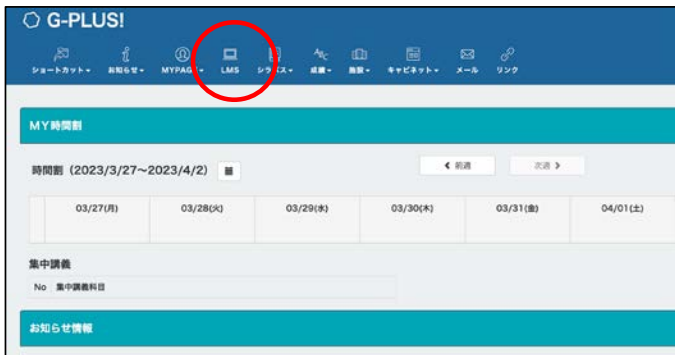 G-PLUS!
ショートカット お知らせ MYPAGE LMS シラバス 成績 施設 キャビネット メール リンク
MY時間割
時間割 (2023/3/27～2023/4/2) 前週 次週
03/27(月) 03/28(火) 03/29(水) 03/30(木) 03/31(金) 04/01(土)
集中講義
No 集中講義科目
お知らせ情報